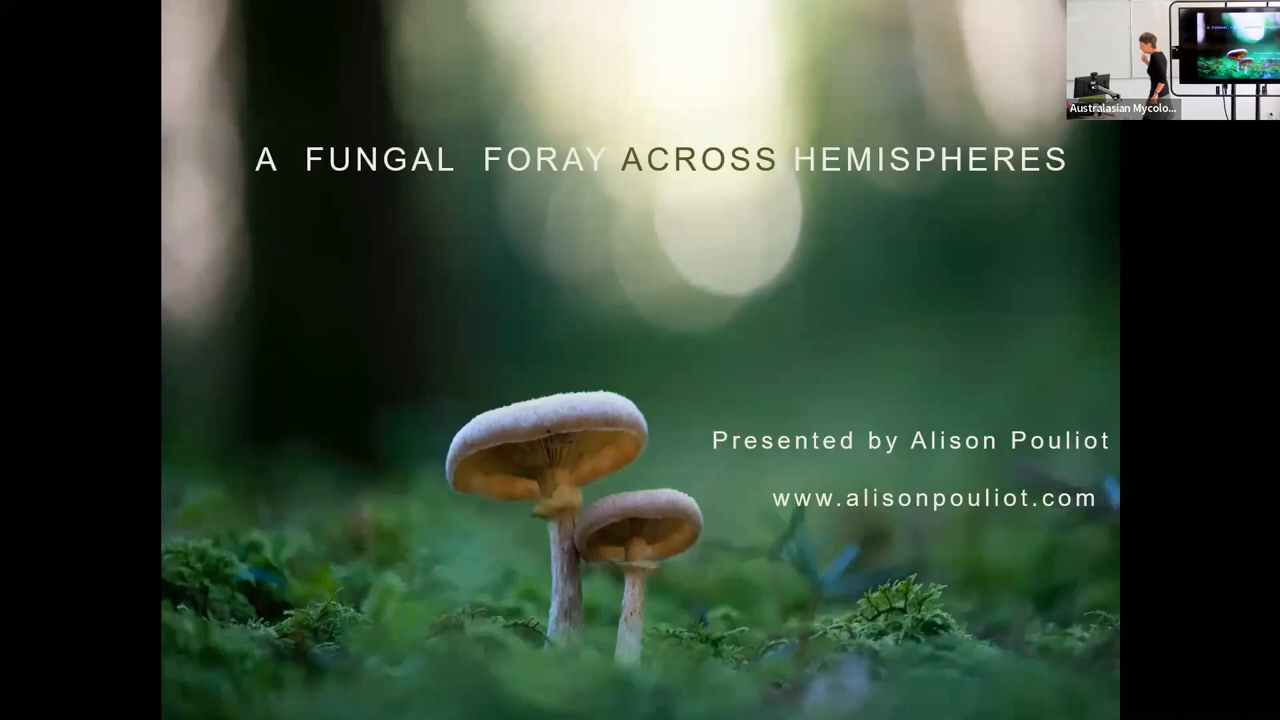 A FUNGAL FORAY ACROSS HEMISPHERES
Australasian Mycolo...
Presented by Alison Pouliot
www.alisonpouliot.com